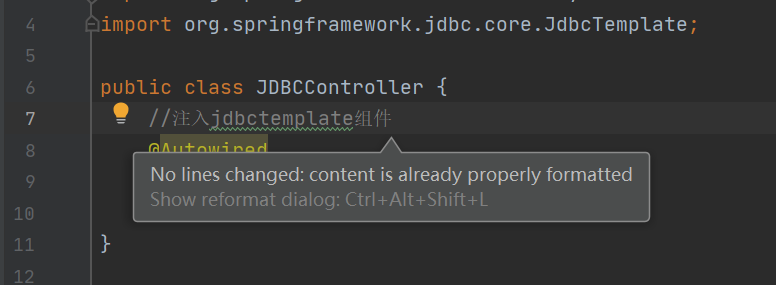 4 import org.springframework.jdbc.core.JdbcTemplate;
5
6 public class JDBCController {
7 //注入jdbctemplate组件
8 @Autowired
9 No lines changed: content is already properly formatted
10 Show reformat dialog: Ctrl+Alt+Shift+L
11 }
12